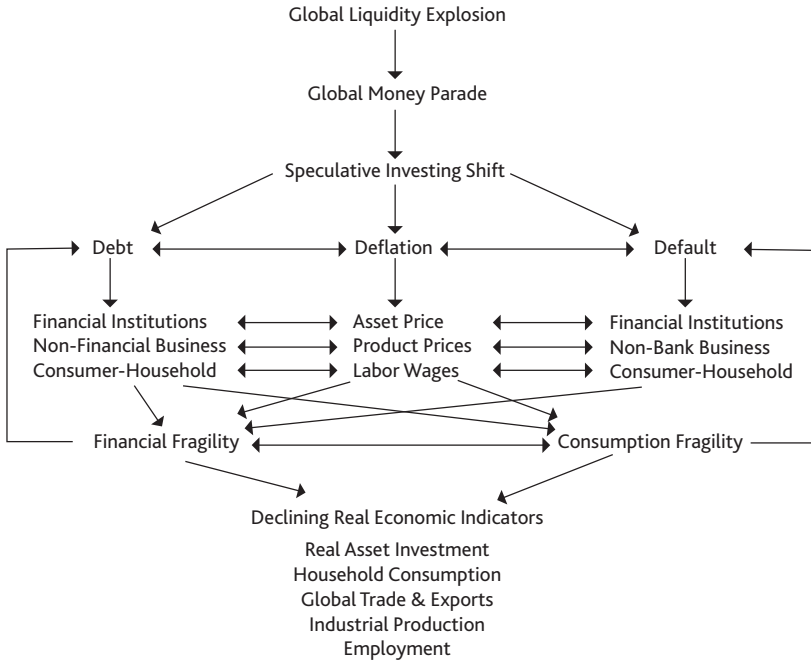 Global Liquidity Explosion
Global Money Parade
Speculative Investing Shift
Debt Deflation Default
Financial Institutions Asset Price Financial Institutions
Non-Financial Business Product Prices Non-Bank Business
Consumer-Household Labor Wages Consumer-Household
Financial Fragility Consumption Fragility
Declining Real Economic Indicators
Real Asset Investment
Household Consumption
Global Trade & Exports
Industrial Production
Employment